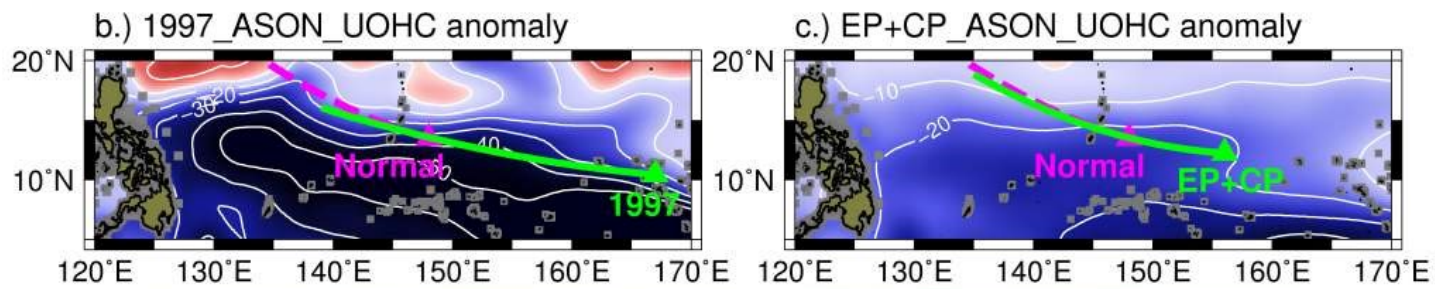 b.) 1997_ASON_UOHC anomaly
c.) EP+CP_ASON_UOHC anomaly
20°N
10°N
-20
-30
-40
Normal
1997
120°E 130°E 140°E 150°E 160°E 170°E
20°N
10°N
-10
-20
Normal
EP+CP
120°E 130°E 140°E 150°E 160°E 170°E